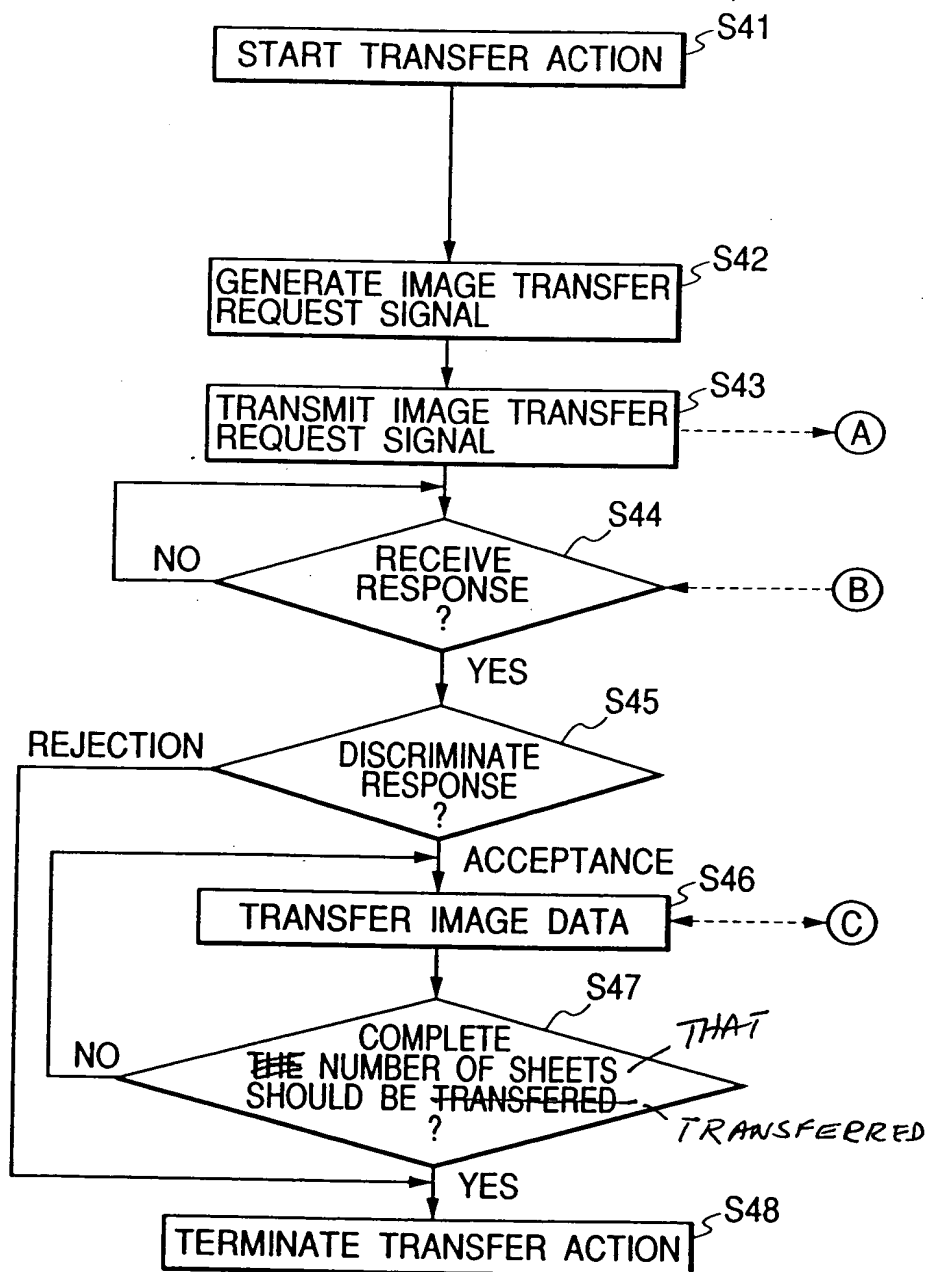 S41
START TRANSFER ACTION
S42
GENERATE IMAGE TRANSFER
REQUEST SIGNAL
S43
TRANSMIT IMAGE TRANSFER
REQUEST SIGNAL
A
S44
NO
RECEIVE
RESPONSE
?
B
YES
S45
REJECTION
DISCRIMINATE
RESPONSE
?
ACCEPTANCE
S46
TRANSFER IMAGE DATA
C
S47
NO
COMPLETE
THE NUMBER OF SHEETS
THAT
SHOULD BE TRANSFERED
?
TRANSFERRED
YES
S48
TERMINATE TRANSFER ACTION